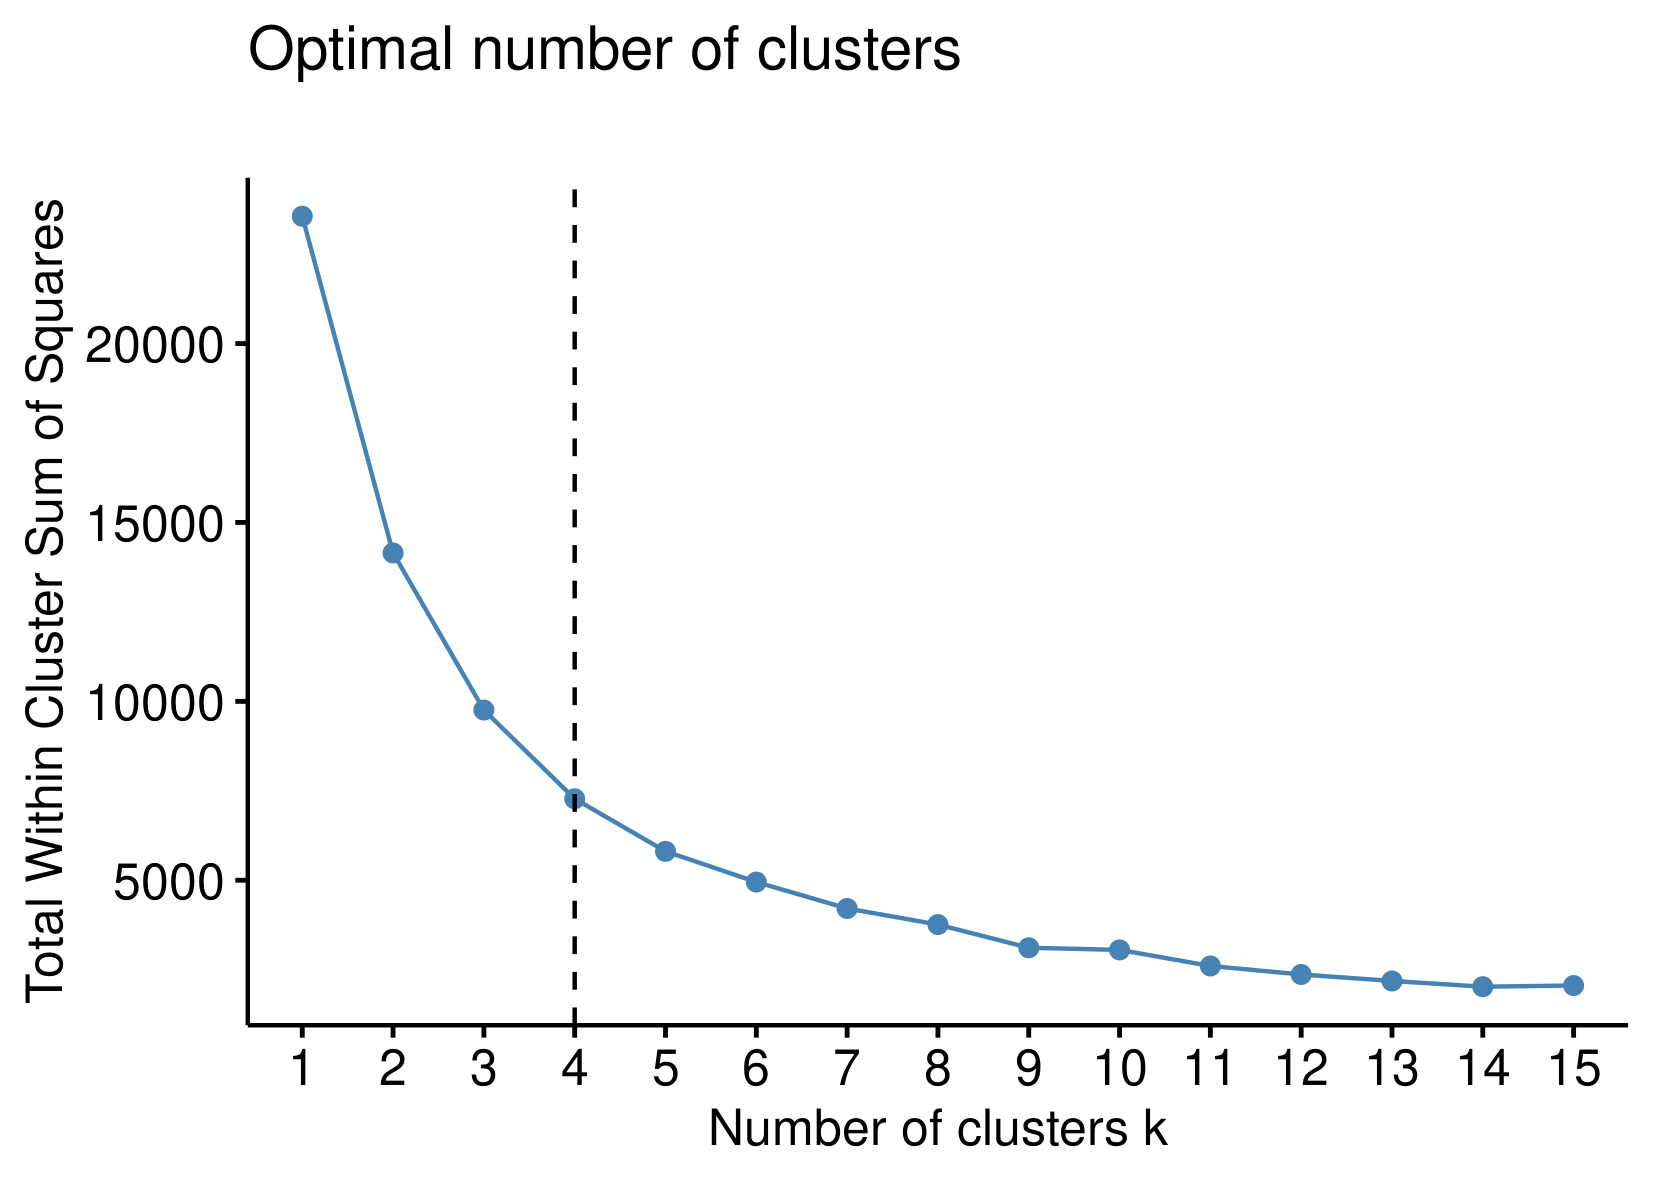 Optimal number of clusters
Total Within Cluster Sum of Squares
20000
15000
10000
5000
1 2 3 4 5 6 7 8 9 10 11 12 13 14 15
Number of clusters k